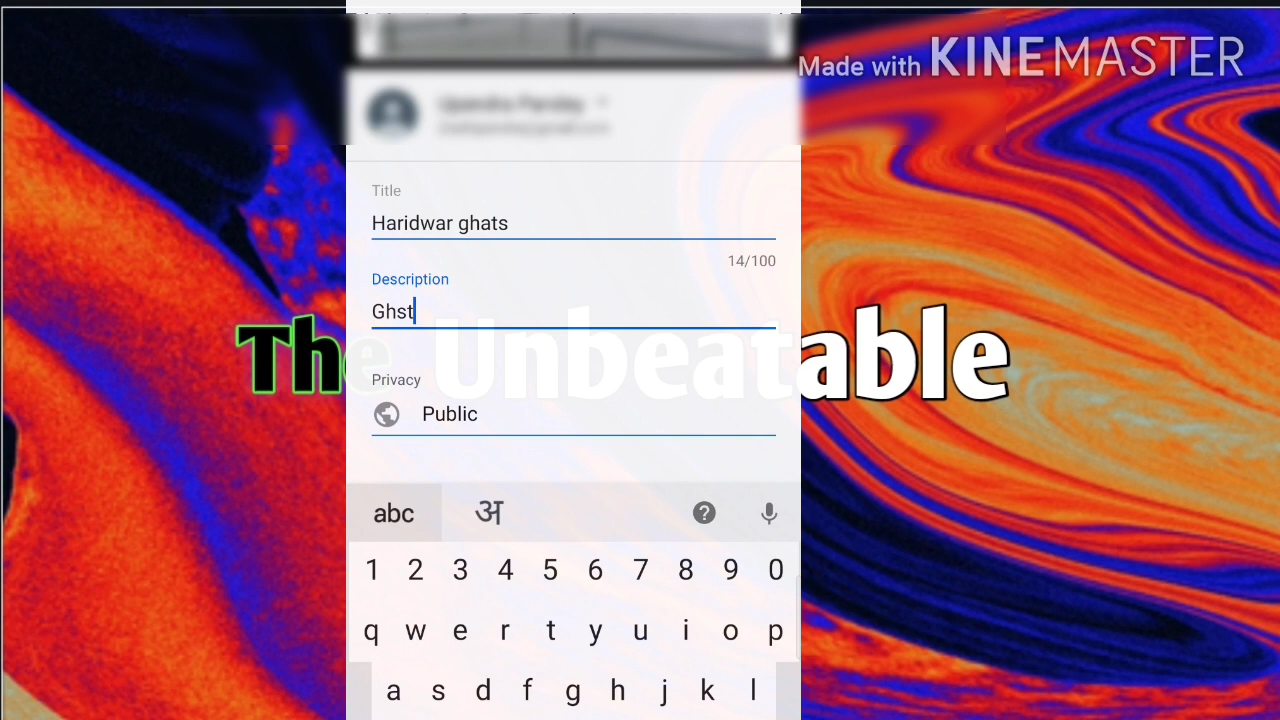 Made with KINEMASTER
Title
Haridwar ghats
14/100
Description
Ghst
The Unbeatable
Privacy
Public
abc अ ?
1 2 3 4 5 6 7 8 9 0
q w e r t y u i o p
a s d f g h j k l